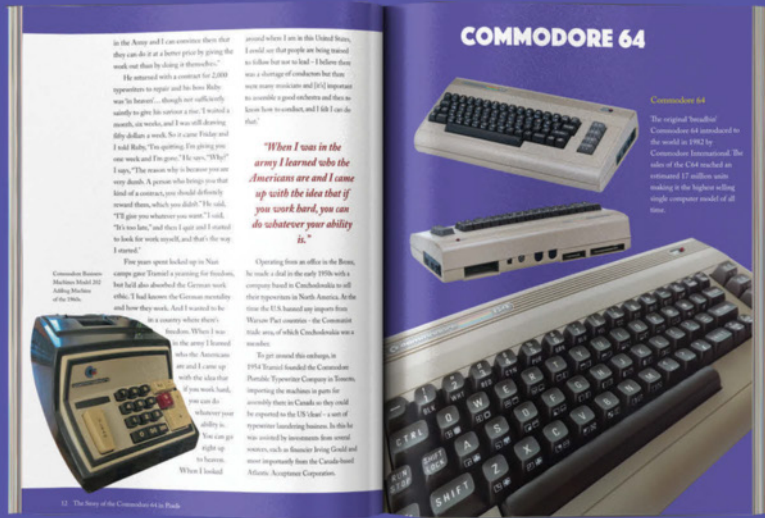 in the Army and I can convince them that
they can do it at a better price by giving the
work out than by doing it themselves."
He returned with a contract for 2,000
typewriters to repair and his boss Ruby
was 'in heaven'… though not sufficiently
saintly to give his saviour a rise. 'I waited a
month, six weeks, and I was still drawing
fifty dollars a week. So it came Friday and
I told Ruby, "I'm quitting. I'm giving you
one week and I'm gone." He says, "Why?"
I says, "The reason why is because you are
very dumb. A person who brings you that
kind of a contract, you should definitely
reward them, which you didn't." He said,
"I'll give you whatever you want." I said,
"It's too late," and then I quit and I started
to look for work myself, and that's the way
I started.'
Five years spent locked up in Nazi
camps gave Tramiel a yearning for freedom,
but he'd also absorbed the German work
ethic. 'I had known the German mentality
and how they work. And I wanted to be
in a country where there's
freedom. When I was
in the army I learned
who the Americans
are and I came up
with the idea that
if you work hard,
you can do
whatever your
ability is.
You can get
right up
to heaven.
When I looked
Commodore Business
Machines Model 202
Adding Machine
of the 1960s.
12 The Story of the Commodore 64 in Pixels
around where I am in this United States,
I could see that people are being trained
to follow but not to lead – I believe there
was a shortage of conductors but there
were many musicians and [it's] important
to assemble a good orchestra and then to
know how to conduct, and I felt I can do
that.'
"When I was in the
army I learned who the
Americans are and I came
up with the idea that if
you work hard, you can
do whatever your ability
is."
Operating from an office in the Bronx,
he made a deal in the early 1950s with a
company based in Czechoslovakia to sell
their typewriters in North America. At the
time the U.S. banned any imports from
Warsaw Pact countries – the Communist
trade area, of which Czechoslovakia was a
member.
To get around this embargo, in
1954 Tramiel founded the Commodore
Portable Typewriter Company in Toronto,
importing the machines in parts for
assembly there in Canada so they could
be exported to the US 'clean' – a sort of
typewriter laundering business. In this he
was assisted by investments from several
sources, such as financier Irving Gould and
most importantly from the Canada-based
Atlantic Acceptance Corporation.
COMMODORE 64
Commodore 64
The original 'breadbin'
Commodore 64 introduced to
the world in 1982 by
Commodore International. The
sales of the C64 reached an
estimated 17 million units
making it the highest selling
single computer model of all
time.
CTRL
Q W E R T Y
RUN
STOP
SHIFT
LOCK
A S D F G
SHIFT
Z X C V